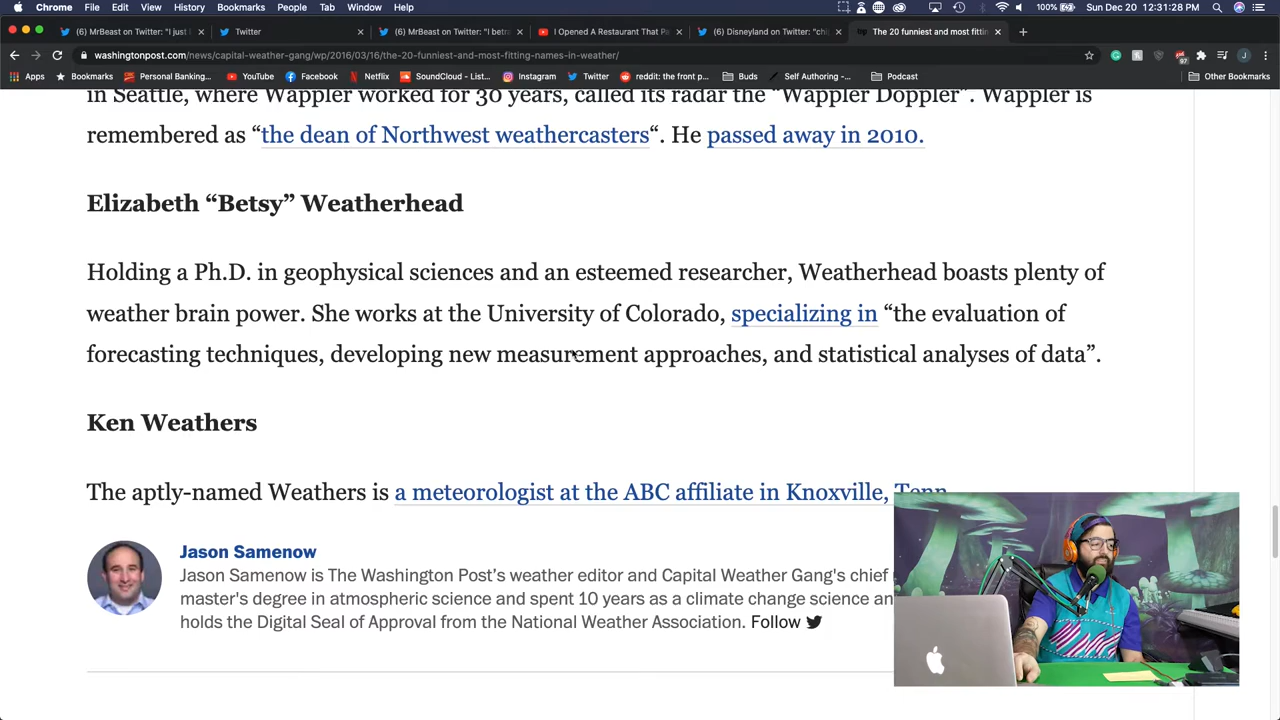 Chrome File Edit View History Bookmarks People Tab Window Help 100% Sun Dec 20 12:31:28 PM
(6) MrBeast on Twitter: "I just Twitter (6) MrBeast on Twitter: "I betr I Opened A Restaurant That P (6) Disneyland on Twitter: "chi The 20 funniest and most fittin
washingtonpost.com/news/capital-weather-gang/wp/2016/03/16/the-20-funniest-and-most-fitting-names-in-weather/
Apps Bookmarks Personal Banking... YouTube Facebook Netflix SoundCloud - List... Instagram Twitter reddit: the front p... Buds Self Authoring -... Podcast Other Bookmarks
in Seattle, where Wappler worked for 30 years, called its radar the “Wappler Doppler”. Wappler is
remembered as “the dean of Northwest weathercasters“. He passed away in 2010.
Elizabeth “Betsy” Weatherhead
Holding a Ph.D. in geophysical sciences and an esteemed researcher, Weatherhead boasts plenty of
weather brain power. She works at the University of Colorado, specializing in “the evaluation of
forecasting techniques, developing new measurement approaches, and statistical analyses of data”.
Ken Weathers
The aptly-named Weathers is a meteorologist at the ABC affiliate in Knoxville, Tenn
Jason Samenow
Jason Samenow is The Washington Post’s weather editor and Capital Weather Gang's chief
master's degree in atmospheric science and spent 10 years as a climate change science an
holds the Digital Seal of Approval from the National Weather Association. Follow